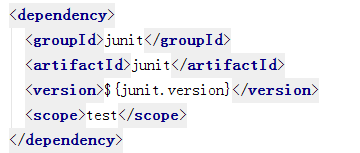 <dependency>
<groupId>junit</groupId>
<artifactId>junit</artifactId>
<version>${junit.version}</version>
<scope>test</scope>
</dependency>